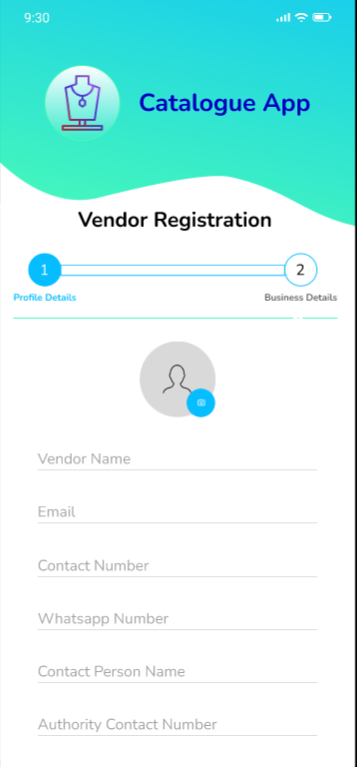 9:30
Catalogue App
Vendor Registration
1 2
Profile Details Business Details
Vendor Name
Email
Contact Number
Whatsapp Number
Contact Person Name
Authority Contact Number